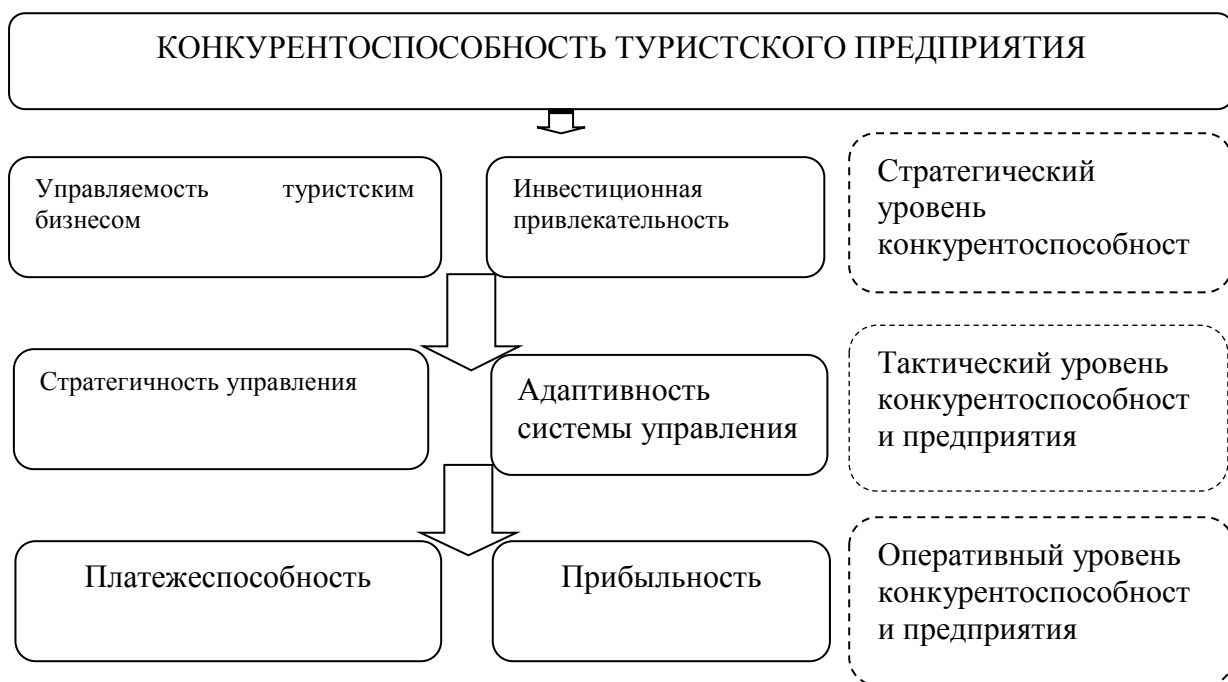 КОНКУРЕНТОСПОСОБНОСТЬ ТУРИСТСКОГО ПРЕДПРИЯТИЯ
Управляемость туристским
бизнесом
Инвестиционная
привлекательность
Стратегический
уровень
конкурентоспособност
Стратегичность управления
Адаптивность
системы управления
Тактический уровень
конкурентоспособност
и предприятия
Платежеспособность
Прибыльность
Оперативный уровень
конкурентоспособност
и предприятия